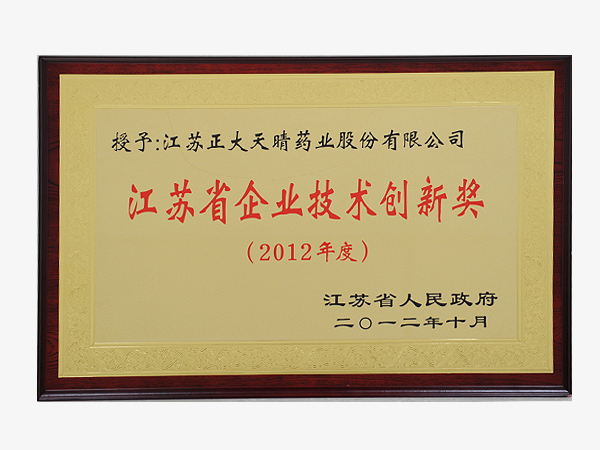 授予:江苏正大天晴药业股份有限公司
江苏省企业技术创新奖
(2012年度)
江苏省人民政府
二〇一二年十月